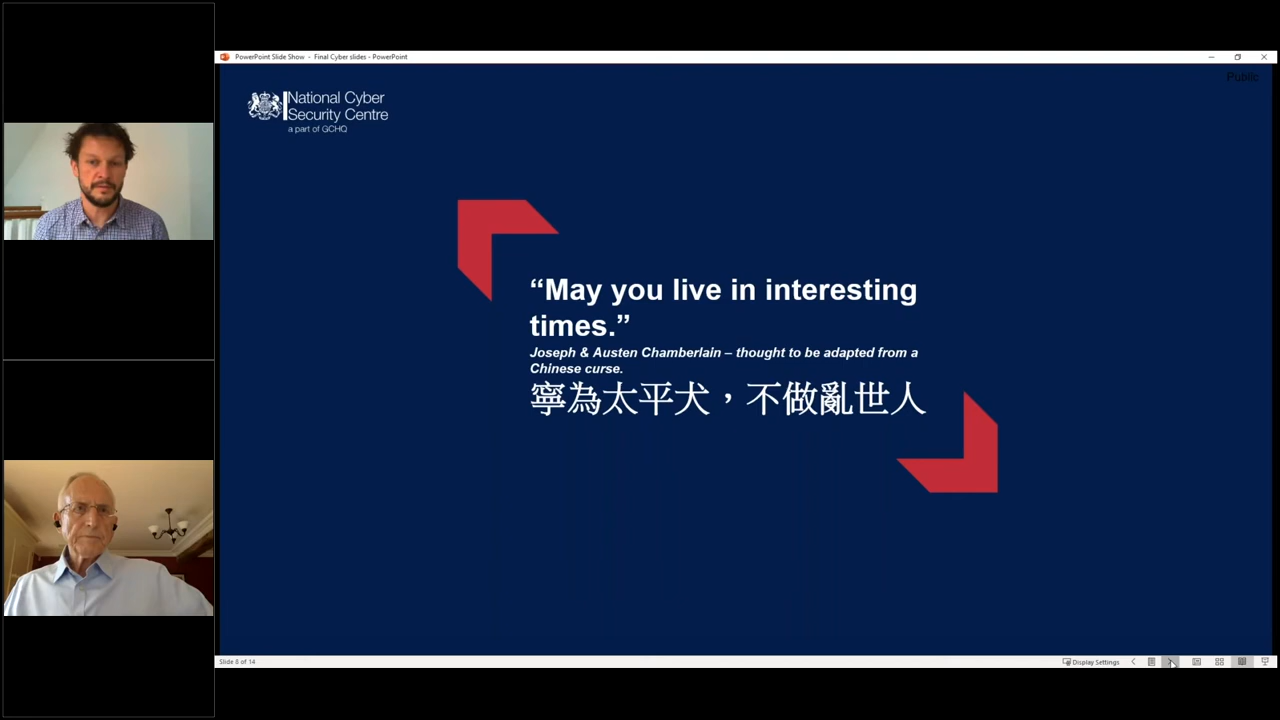 PowerPoint Slide Show - Final Cyber slides - PowerPoint
Public
National Cyber
Security Centre
a part of GCHQ
“May you live in interesting
times.”
Joseph & Austen Chamberlain – thought to be adapted from a
Chinese curse.
寧為太平犬，不做亂世人
Slide 8 of 14
Display Settings